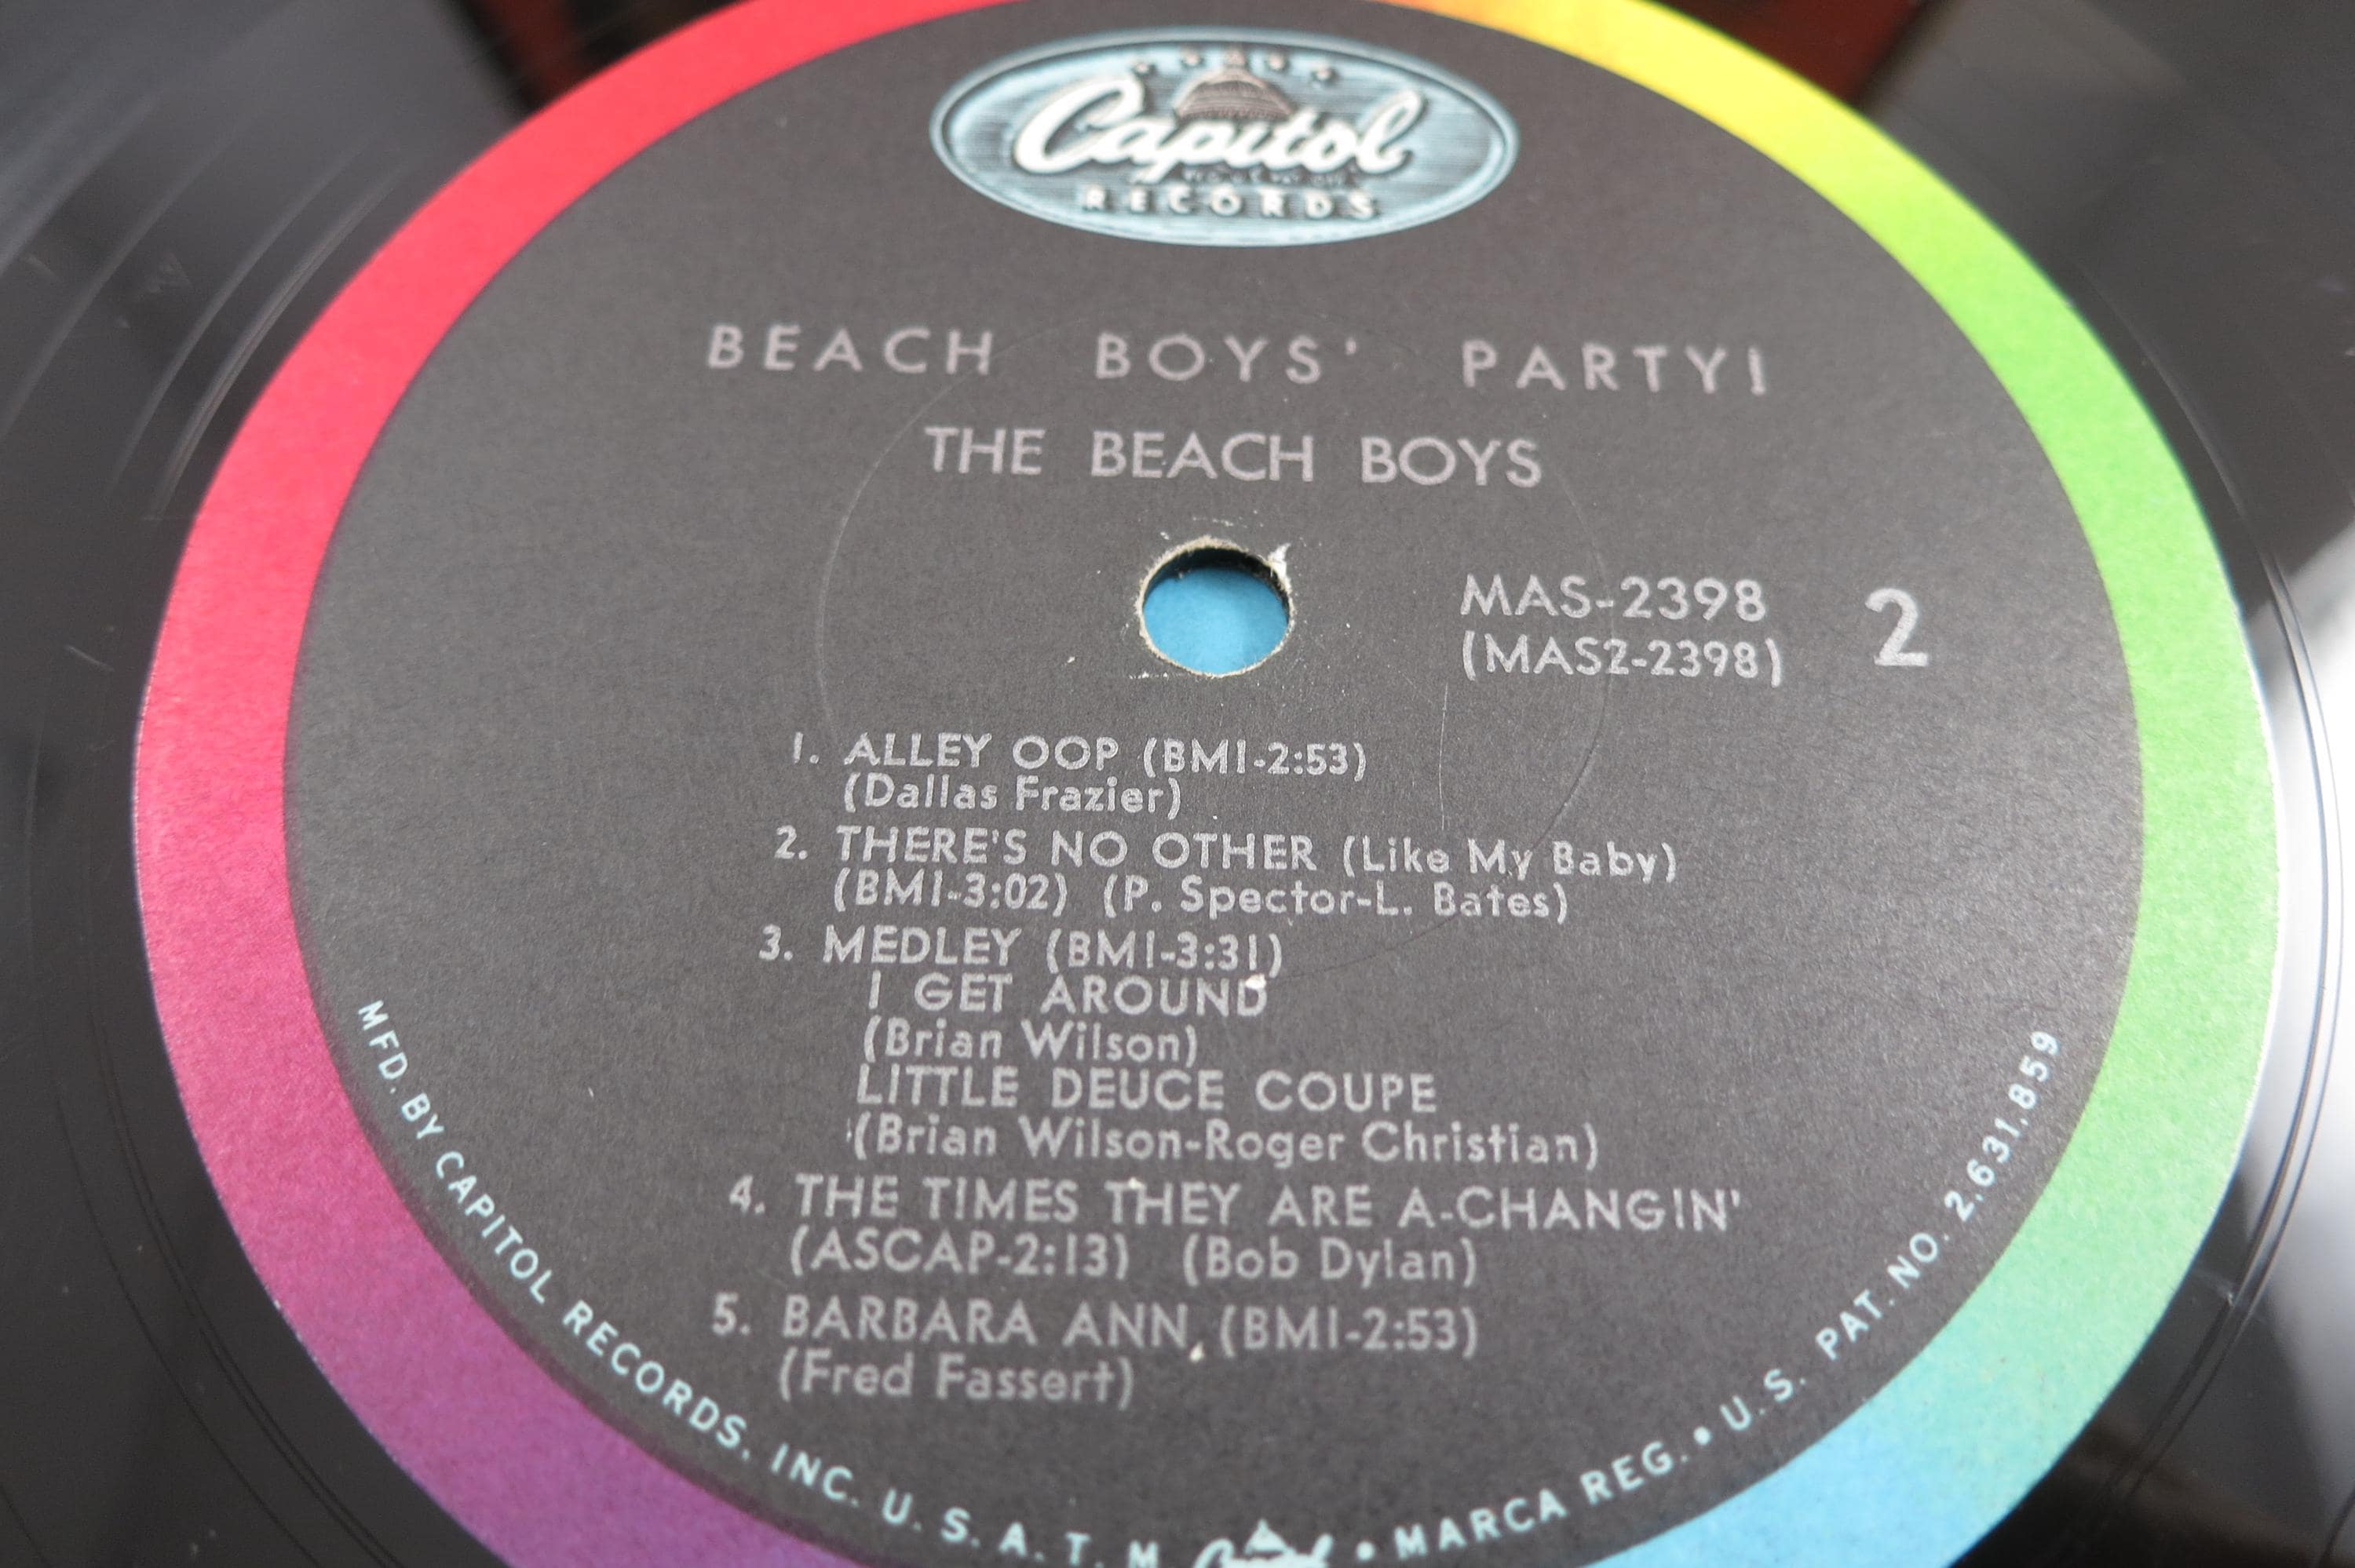 Capitol
RECORDS
BEACH BOYS' PARTY!
THE BEACH BOYS
MAS-2398
(MAS2-2398)
2
1. ALLEY OOP (BMI-2:53)
(Dallas Frazier)
2. THERE'S NO OTHER (Like My Baby)
(BMI-3:02) (P. Spector-L. Bates)
3. MEDLEY (BMI-3:31)
I GET AROUND
(Brian Wilson)
LITTLE DEUCE COUPE
(Brian Wilson-Roger Christian)
4. THE TIMES THEY ARE A-CHANGIN'
(ASCAP-2:13) (Bob Dylan)
5. BARBARA ANN (BMI-2:53)
(Fred Fassert)
MFD. BY CAPITOL RECORDS, INC. U.S.A. T.M. Capitol • MARCA REG. • U.S. PAT. NO. 2,631,859